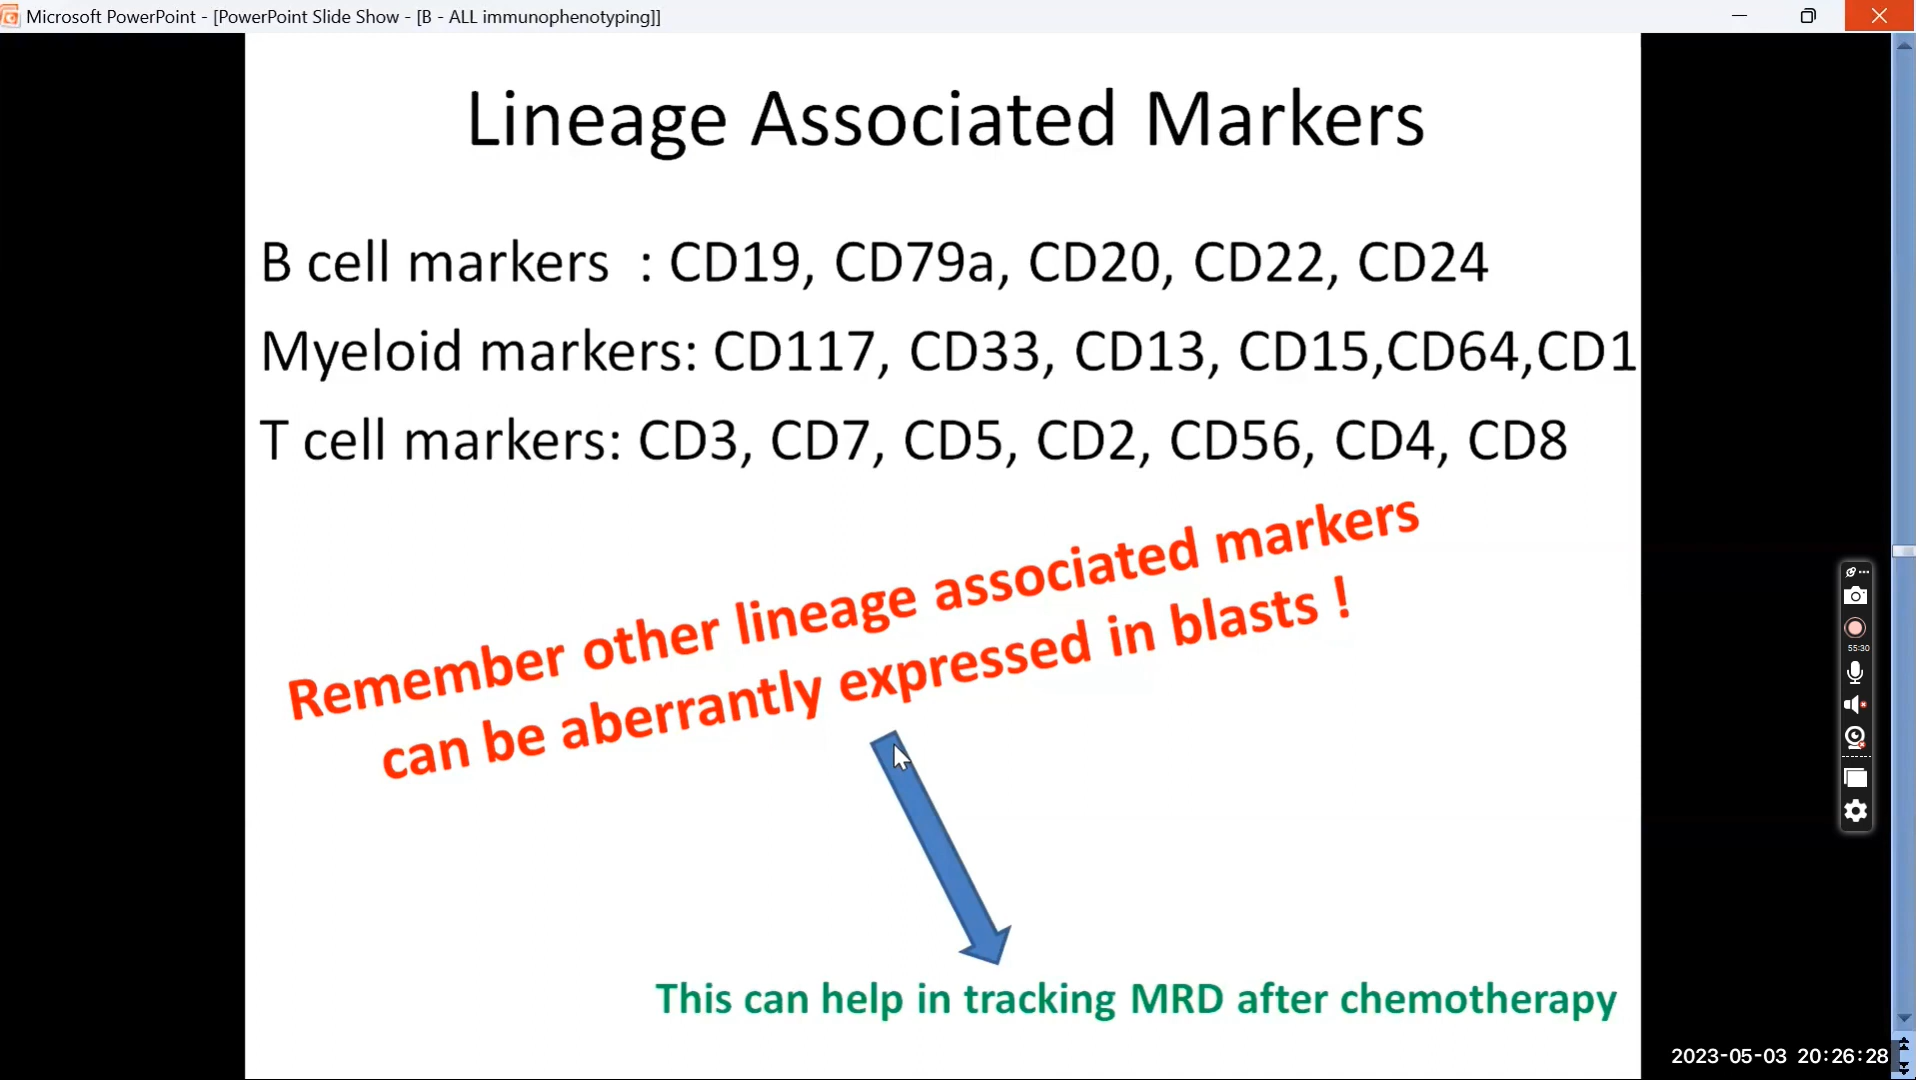 Microsoft PowerPoint - [PowerPoint Slide Show - [B - ALL immunophenotyping]]
Lineage Associated Markers
B cell markers : CD19, CD79a, CD20, CD22, CD24
Myeloid markers: CD117, CD33, CD13, CD15,CD64,CD1
T cell markers: CD3, CD7, CD5, CD2, CD56, CD4, CD8
Remember other lineage associated markers
can be aberrantly expressed in blasts !
This can help in tracking MRD after chemotherapy
55:30
2023-05-03 20:26:28